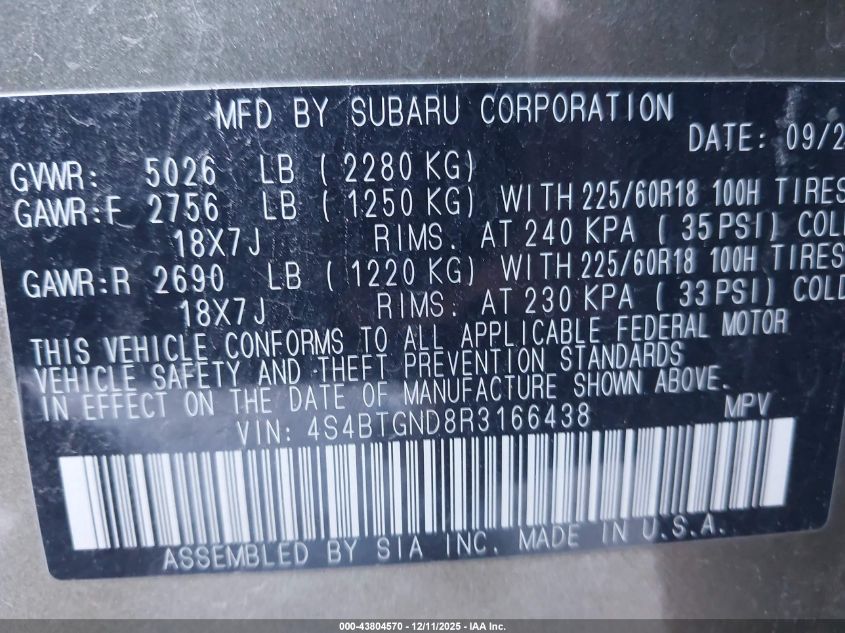 MFD BY SUBARU CORPORATION
DATE: 09/2
GVWR: 5026 LB ( 2280 KG)
GAWR:F 2756 LB ( 1250 KG) WITH 225/60R18 100H TIRES
18X7J RIMS. AT 240 KPA ( 35PSI) COL
GAWR:R 2690 LB ( 1220 KG) WITH 225/60R18 100H TIRES
18X7J RIMS. AT 230 KPA ( 33PSI) COLD
THIS VEHICLE CONFORMS TO ALL APPLICABLE FEDERAL MOTOR
VEHICLE SAFETY AND THEFT PREVENTION STANDARDS
IN EFFECT ON THE DATE OF MANUFACTURE SHOWN ABOVE.
VIN: 4S4BTGND8R3166438 MPV
ASSEMBLED BY SIA INC. MADE IN U.S.A.
000-43804570 - 12/11/2025 - IAA Inc.